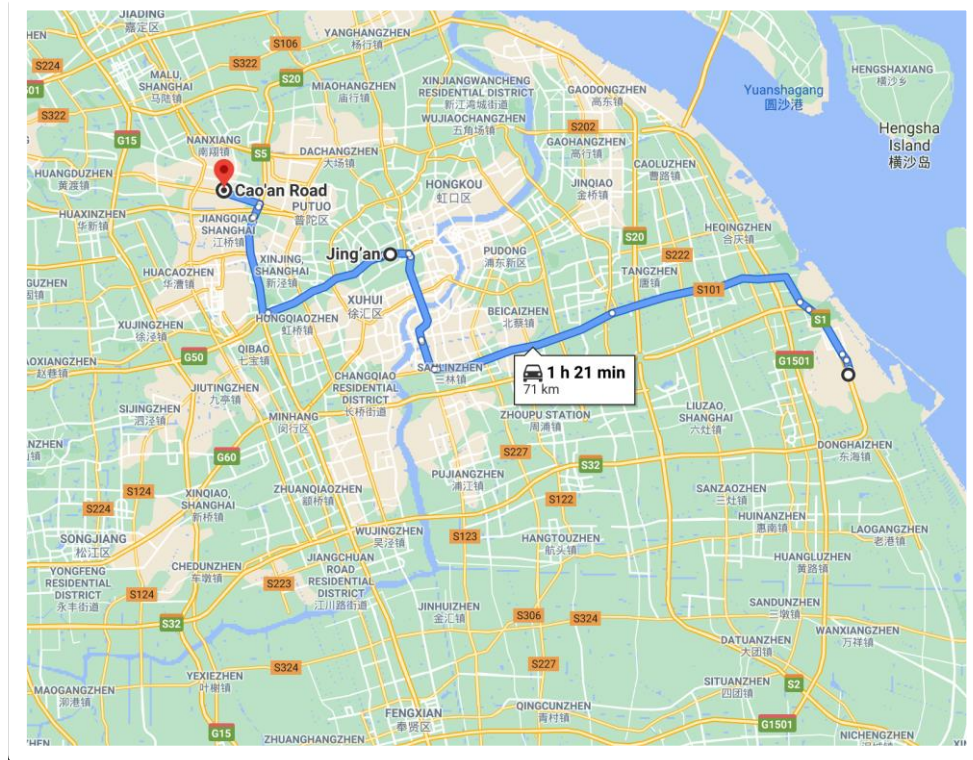 JIADING
嘉定区
HEN
S106
YANGHANGZHEN
杨行镇
S224
S322
S20
MALU,
SHANGHAI
马陆镇
MIAOHANGZHEN
庙行镇
XINJIANGWANCHENG
RESIDENTIAL DISTRICT
新江湾城街道
GAODONGZHEN
高东镇
HENGSHAXIANG
横沙乡
Yuanshagang
圆沙港
01
S322
WUJIAOCHANGZHEN
五角场镇
S202
Hengsha
Island
横沙岛
G15
NANXIANG
南翔镇
S5
DACHANGZHEN
大场镇
GAOHANGZHEN
高行镇
CAOLUZHEN
曹路镇
HUANGDUZHEN
黄渡镇
Cao'an Road
HONGKOU
虹口区
JINQIAO
金桥镇
PUTUO
普陀区
HUAXINZHEN
华新镇
JIANGQIAO
SHANGHAI
江桥镇
S20
HEQINGZHEN
合庆镇
Jing'an
PUDONG
浦东新区
S222
XINJING,
SHANGHAI
新泾镇
HUACAOZHEN
华漕镇
TANGZHEN
唐镇
S101
XUHUI
徐汇区
BEICAIZHEN
北蔡镇
HONGQIAOZHEN
虹桥镇
S1
XUJINGZHEN
徐泾镇
QIBAO
七宝镇
G50
G1501
AOXIANGZHEN
赵巷镇
SANLINZHEN
三林镇
1 h 21 min
71 km
CHANGQIAO
RESIDENTIAL
DISTRICT
长桥街道
JIUTINGZHEN
九亭镇
SIJINGZHEN
泗泾镇
MINHANG
闵行区
ZHOUPU STATION
周浦镇
LIUZAO,
SHANGHAI
六灶镇
NZHEN
S227
DONGHAIZHEN
东海镇
G60
S32
PUJIANGZHEN
浦江镇
S124
XINQIAO,
SHANGHAI
新桥镇
ZHUANQIAOZHEN
颛桥镇
S122
SANZAOZHEN
三灶镇
S224
HUINANZHEN
惠南镇
LAOGANGZHEN
老港镇
SONGJIANG
松江区
WUJINGZHEN
吴泾镇
S123
HANGTOUZHEN
航头镇
CHEDUNZHEN
车墩镇
JIANGCHUAN
ROAD
RESIDENTIAL
DISTRICT
江川路街道
HUANGLUZHEN
黄路镇
YONGFENG
RESIDENTIAL
DISTRICT
永丰街道
S124
S223
JINHUIZHEN
金汇镇
SANDUNZHEN
三墩镇
S32
S306
S324
WANXIANGZHEN
万祥镇
DATUANZHEN
大团镇
S324
S227
YEXIEZHEN
叶榭镇
SITUANZHEN
四团镇
S2
MAOGANGZHEN
泖港镇
QINGCUNZHEN
青村镇
FENGXIAN
奉贤区
G15
ZHUANGHANGZHEN
G1501
NICHENGZHEN